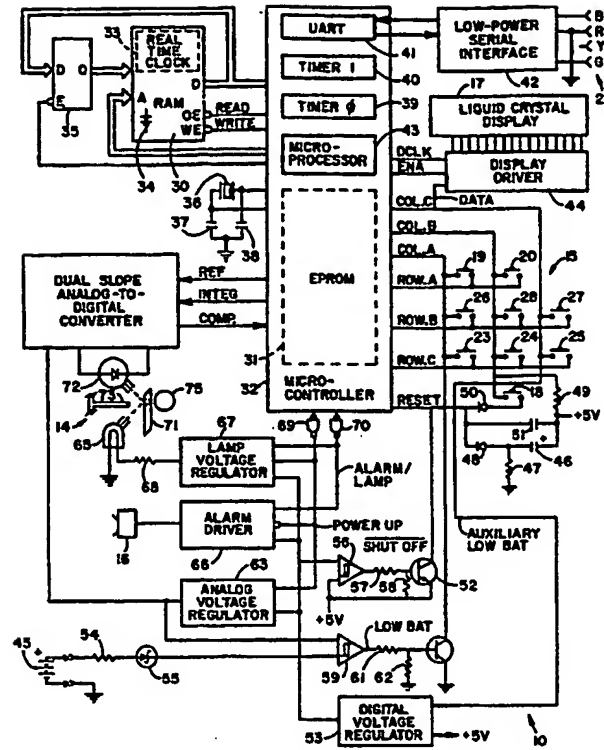 33
REAL
TIME
CLOCK
D Q
E
35
A
RAM
D
OE
WE
READ
WRITE
34
30
UART
41
TIMER 1
40
TIMER ϕ
39
MICRO-
PROCESSOR
43
EPROM
31
32
MICRO-
CONTROLLER
LOW-POWER
SERIAL
INTERFACE
42
B
R
Y
G
17
LIQUID CRYSTAL
DISPLAY
DCLK
ENA
DISPLAY
DRIVER
44
DATA
COL.C
COL.B
COL.A
19
20
15
ROW.A
26
28
27
ROW.B
23
24
25
ROW.C
RESET
50
18
49
+5V
51
48
46
47
AUXILIARY
LOW BAT
36
37
38
DUAL SLOPE
ANALOG-TO-
DIGITAL
CONVERTER
REF
INTEG
COMP.
72
73
75
14
71
65
68
67
LAMP
VOLTAGE
REGULATOR
69
70
ALARM/
LAMP
16
ALARM
DRIVER
66
POWER UP
56
SHUT OFF
57
58
52
+5V
63
ANALOG
VOLTAGE
REGULATOR
45
+
54
55
59
LOW BAT
61
62
53
DIGITAL
VOLTAGE
REGULATOR
+5V
10